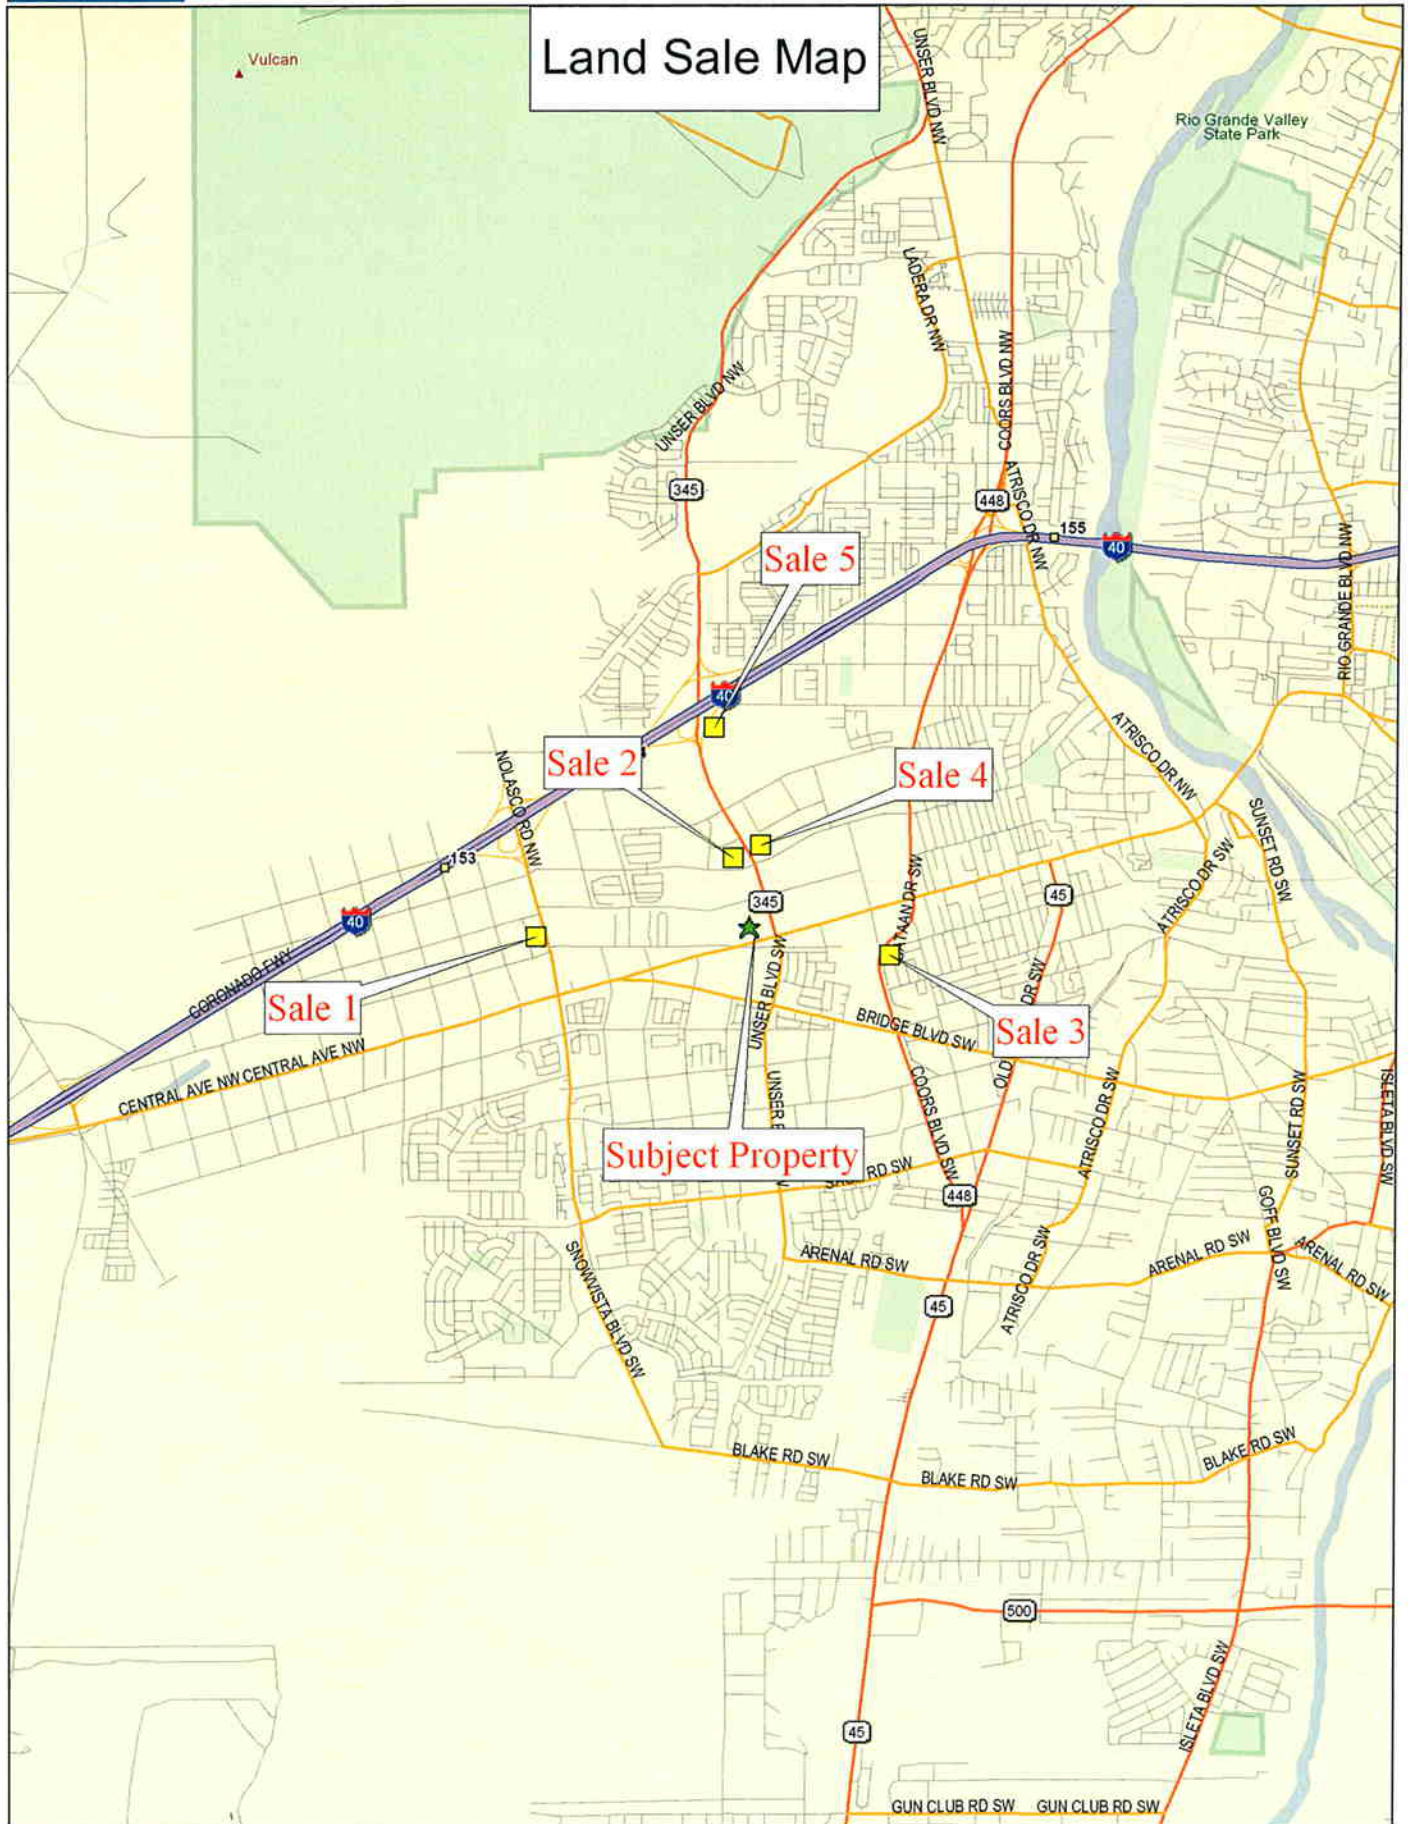 Land Sale Map
Vulcan
UNSER BLVD NW
Rio Grande Valley
State Park
LADERA DR NW
COORS BLVD NW
UNSER BLVD NW
345
448
ATRISCO DR NW
155
40
RIO GRANDE BLVD NW
Sale 5
40
ATRISCO DR NW
NOLASCO RD NW
Sale 2
Sale 4
SUNSET RD SW
153
ATRISCO DR SW
345
45
40
CORONADO FWY
Sale 1
UNSER BLVD SW
DR SW
BRIDGE BLVD SW
Sale 3
CENTRAL AVE NW
CENTRAL AVE NW
OLD
COORS BLVD SW
ATRISCO DR SW
SUNSET RD SW
ISLETA BLVD SW
Subject Property
RD SW
448
GOFF BLVD SW
ARENAL RD SW
ARENAL RD SW
ARENAL RD SW
ATRISCO DR SW
SNOWVISTA BLVD SW
45
BLAKE RD SW
BLAKE RD SW
BLAKE RD SW
500
ISLETA BLVD SW
45
GUN CLUB RD SW
GUN CLUB RD SW